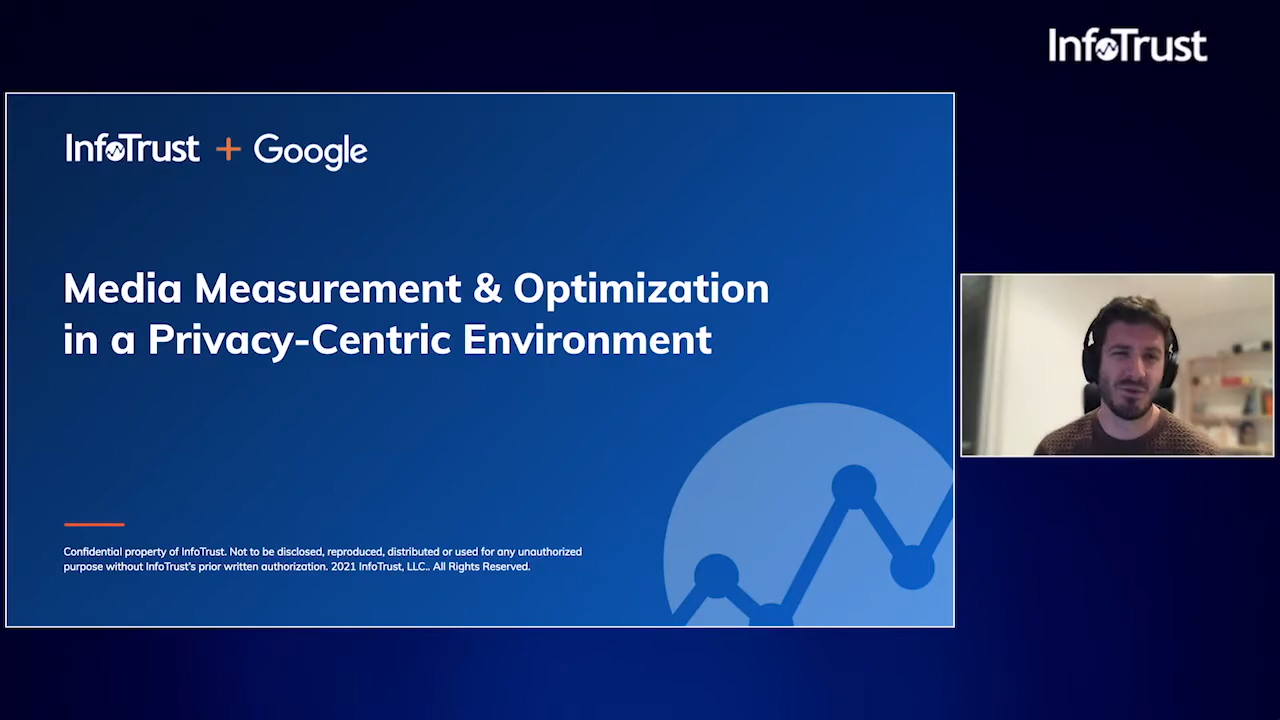 InfoTrust
InfoTrust + Google
Media Measurement & Optimization
in a Privacy-Centric Environment
Confidential property of InfoTrust. Not to be disclosed, reproduced, distributed or used for any unauthorized
purpose without InfoTrust's prior written authorization. 2021 InfoTrust, LLC.. All Rights Reserved.